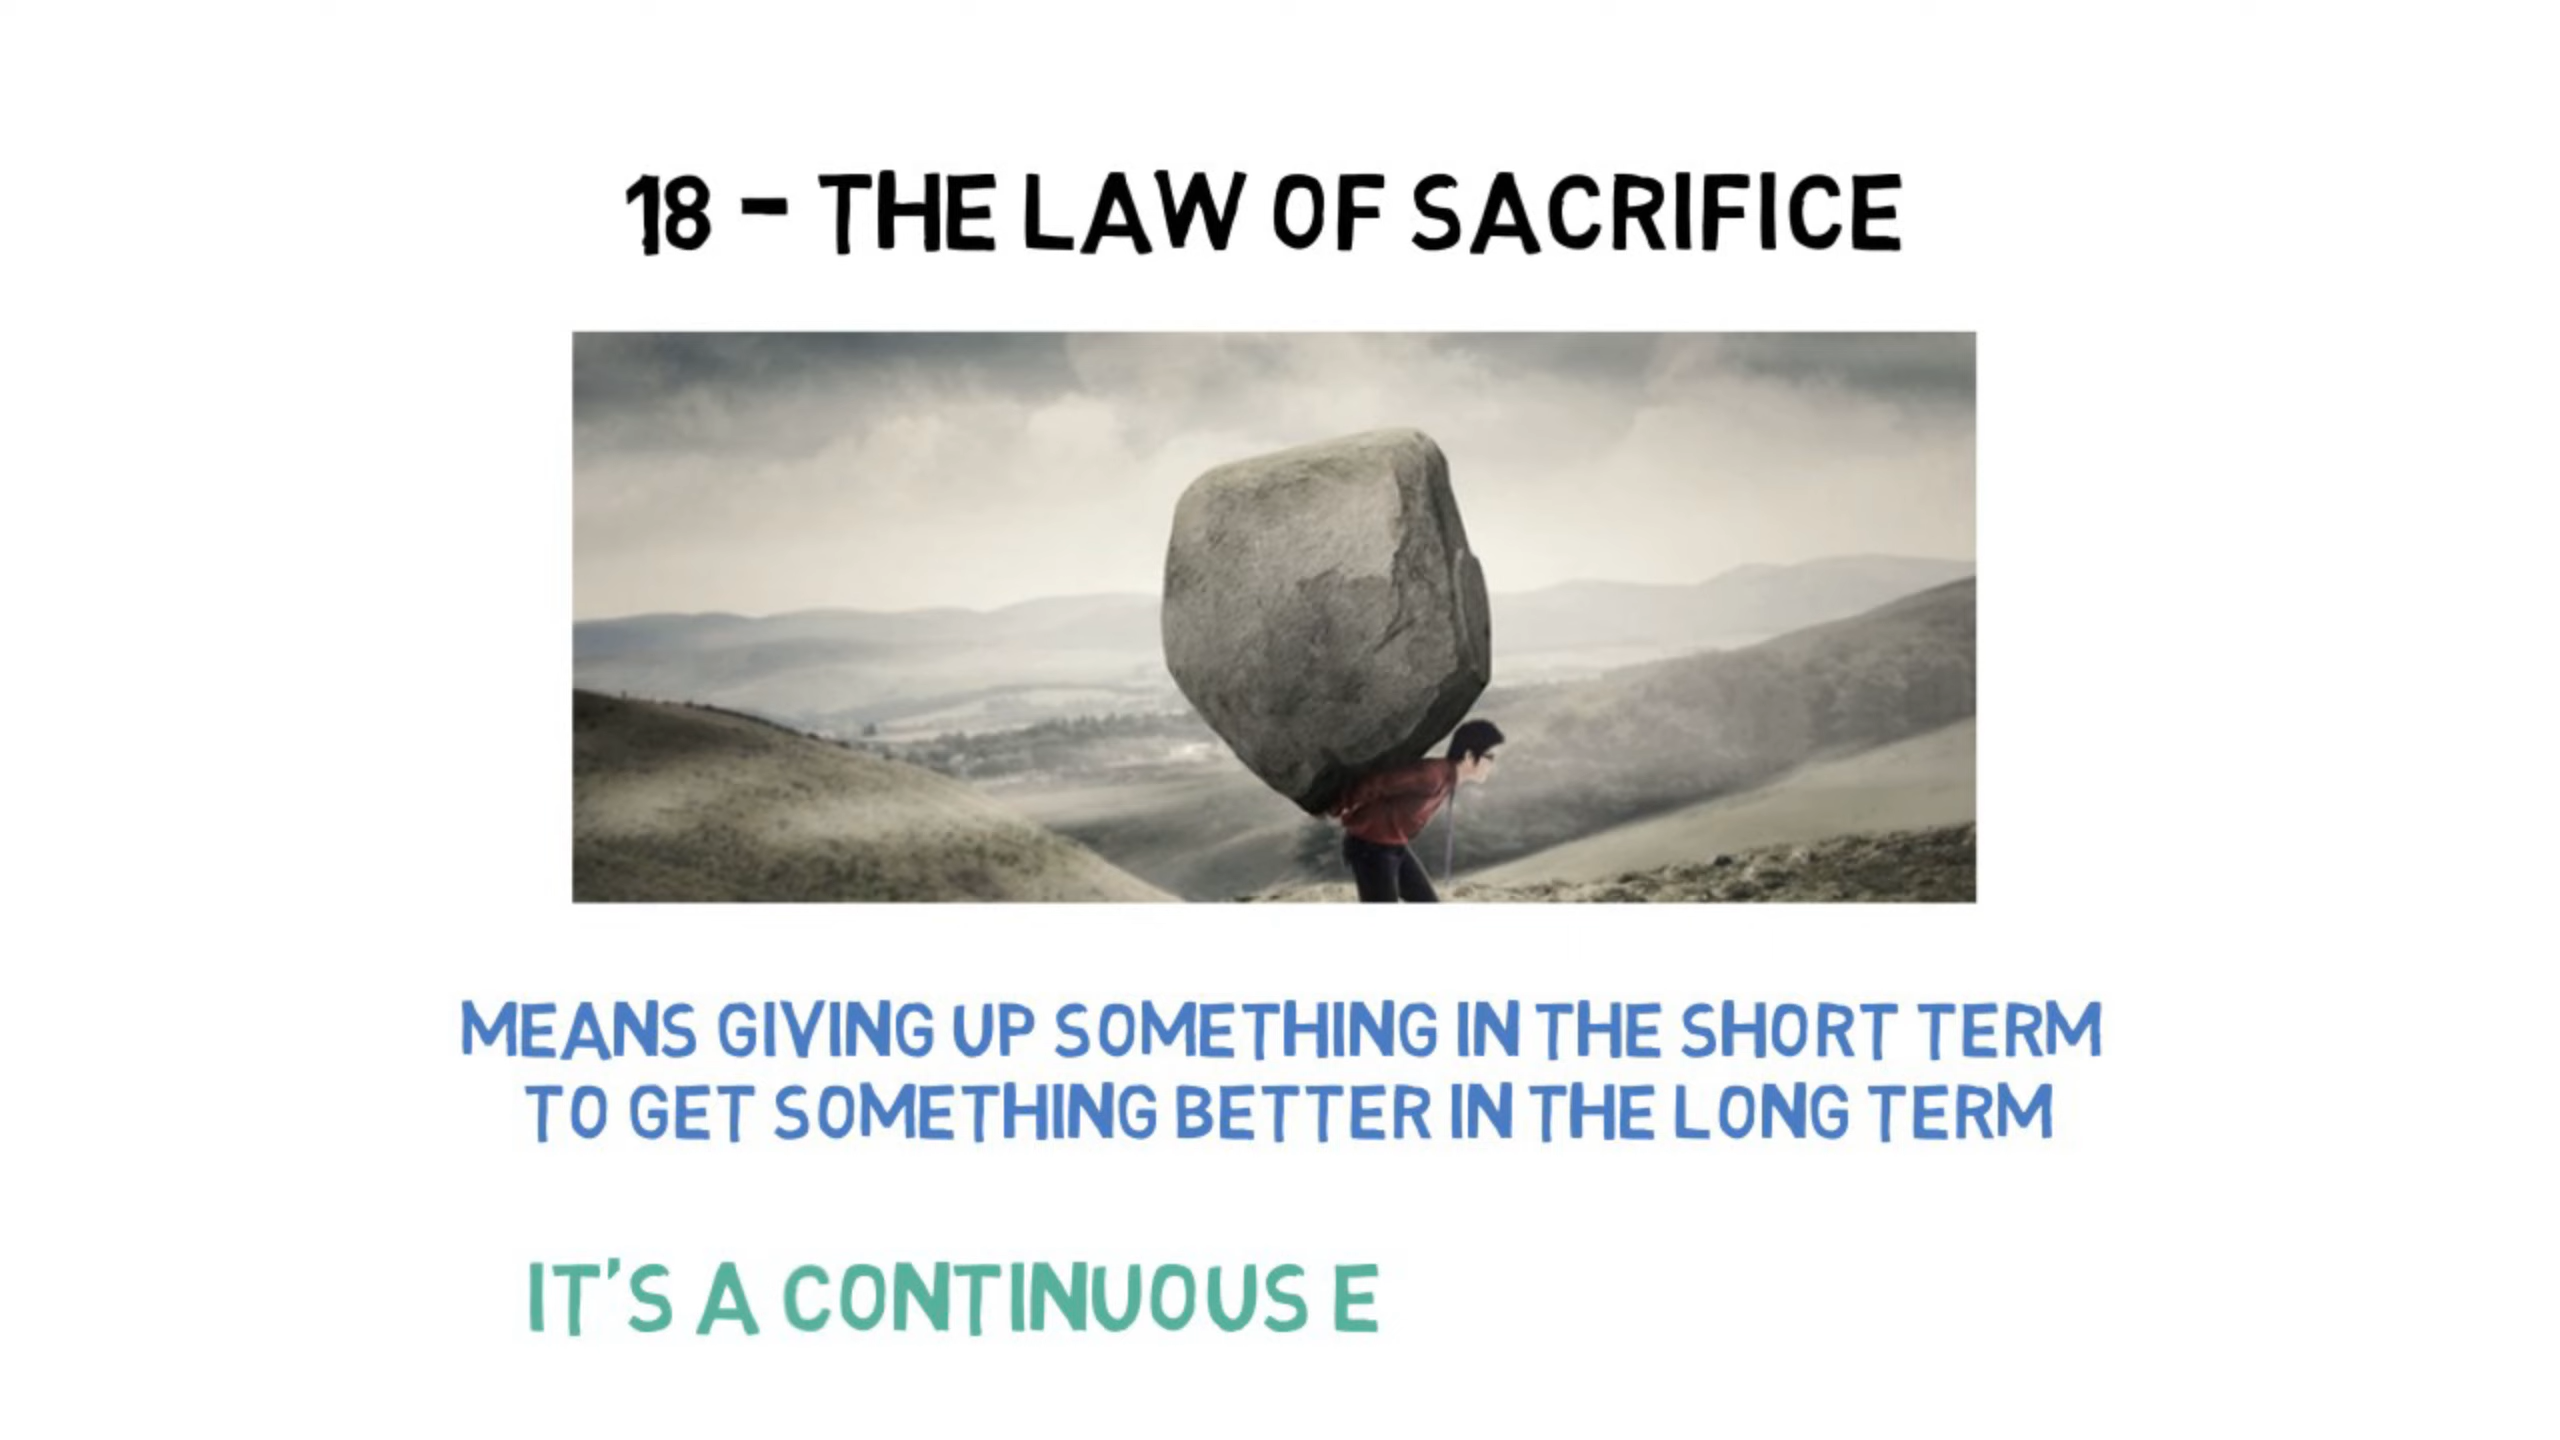 18 - THE LAW OF SACRIFICE
MEANS GIVING UP SOMETHING IN THE SHORT TERM
TO GET SOMETHING BETTER IN THE LONG TERM
IT'S A CONTINUOUS E